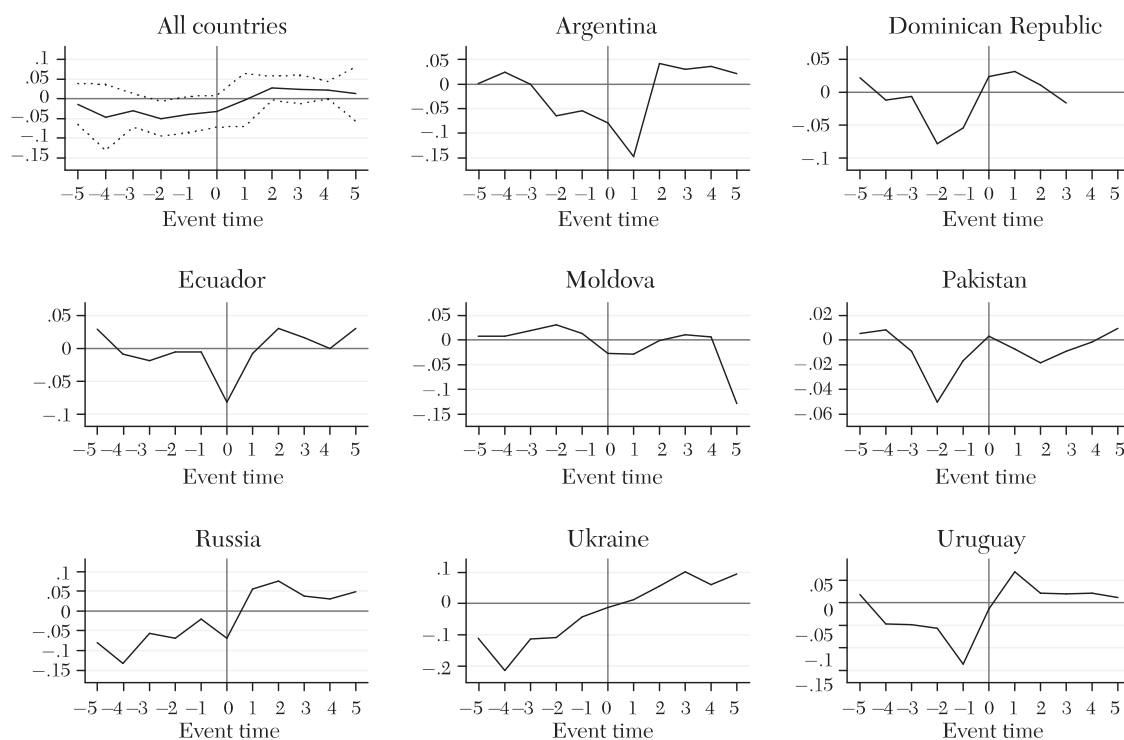 All countries
.1
.05
0
−.05
−.1
−.15
−5 −4 −3 −2 −1 0 1 2 3 4 5
Event time
Argentina
.05
0
−.05
−.1
−.15
−5 −4 −3 −2 −1 0 1 2 3 4 5
Event time
Dominican Republic
.05
0
−.05
−.1
−5 −4 −3 −2 −1 0 1 2 3 4 5
Event time
Ecuador
.05
0
−.05
−.1
−5 −4 −3 −2 −1 0 1 2 3 4 5
Event time
Moldova
.05
0
−.05
−.1
−.15
−5 −4 −3 −2 −1 0 1 2 3 4 5
Event time
Pakistan
.02
0
−.02
−.04
−.06
−5 −4 −3 −2 −1 0 1 2 3 4 5
Event time
Russia
.1
.05
0
−.05
−.1
−.15
−5 −4 −3 −2 −1 0 1 2 3 4 5
Event time
Ukraine
.1
0
−.1
−.2
−5 −4 −3 −2 −1 0 1 2 3 4 5
Event time
Uruguay
.05
0
−.05
−.1
−.15
−5 −4 −3 −2 −1 0 1 2 3 4 5
Event time